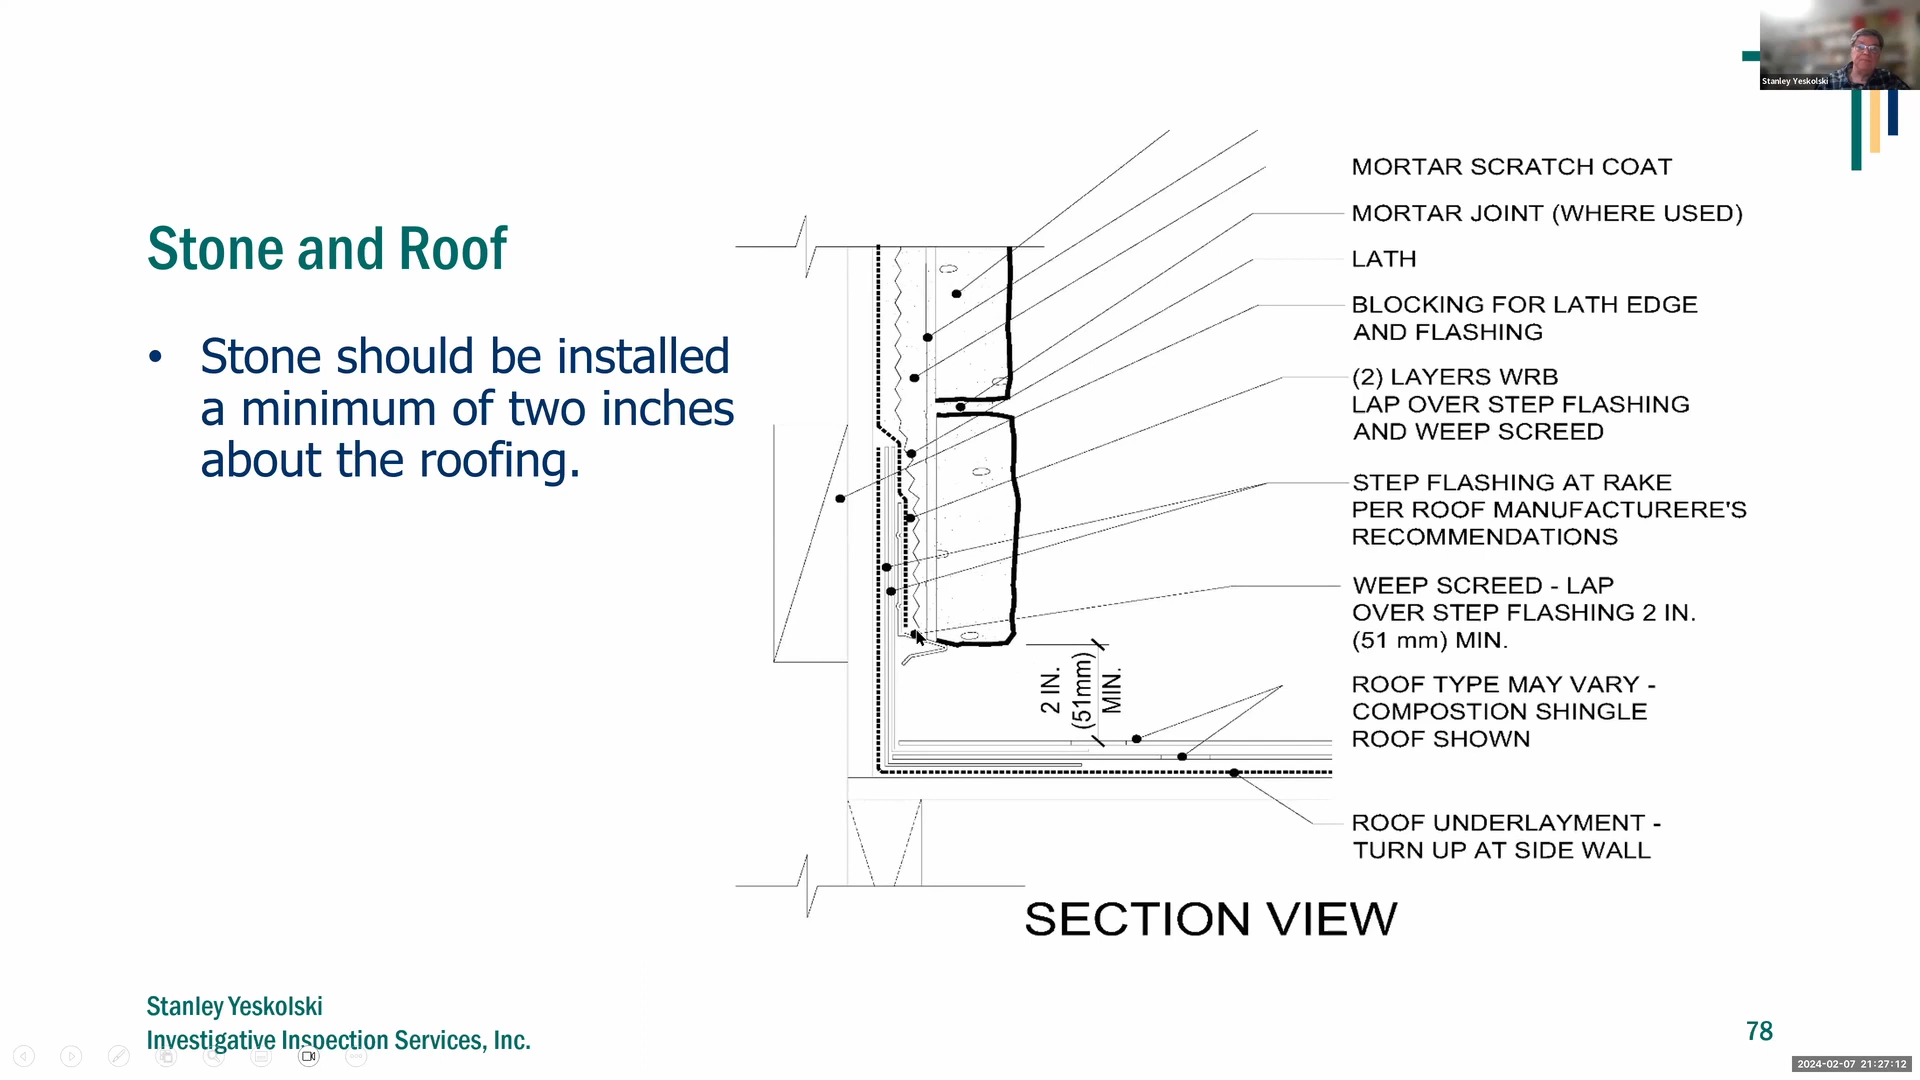 Stanley Yeskolski
Stone and Roof
• Stone should be installed
a minimum of two inches
about the roofing.
MORTAR SCRATCH COAT
MORTAR JOINT (WHERE USED)
LATH
BLOCKING FOR LATH EDGE
AND FLASHING
(2) LAYERS WRB
LAP OVER STEP FLASHING
AND WEEP SCREED
STEP FLASHING AT RAKE
PER ROOF MANUFACTURERE'S
RECOMMENDATIONS
WEEP SCREED - LAP
OVER STEP FLASHING 2 IN.
(51 mm) MIN.
2 IN.
(51mm)
MIN.
ROOF TYPE MAY VARY -
COMPOSTION SHINGLE
ROOF SHOWN
ROOF UNDERLAYMENT -
TURN UP AT SIDE WALL
SECTION VIEW
Stanley Yeskolski
Investigative Inspection Services, Inc.
78
2024-02-07 21:27:12